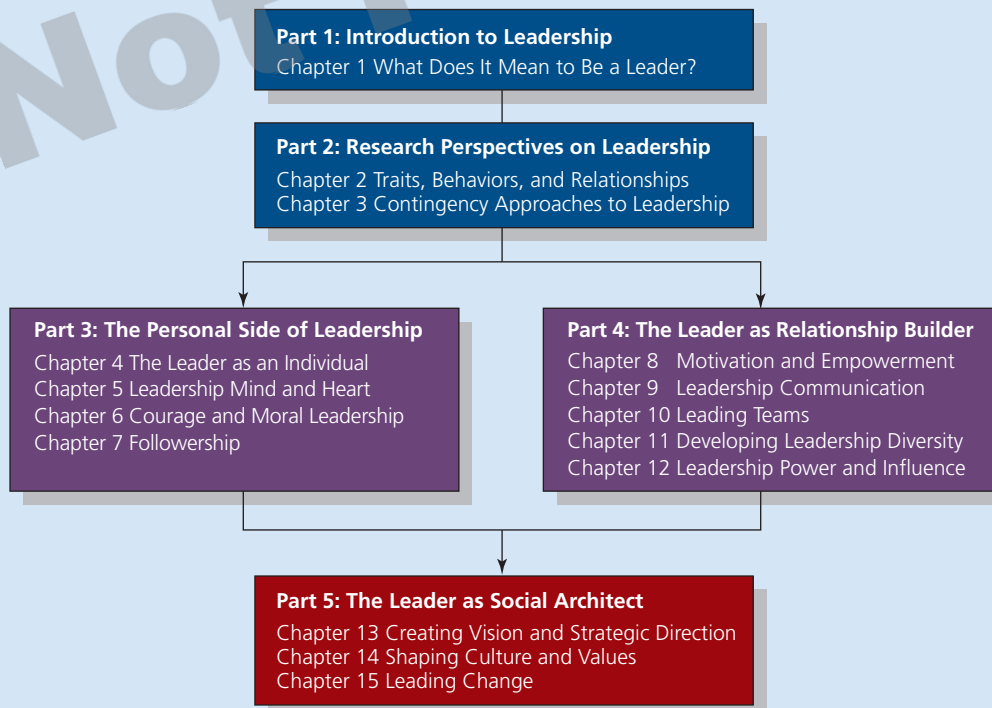 Not
Part 1: Introduction to Leadership
Chapter 1 What Does It Mean to Be a Leader?
Part 2: Research Perspectives on Leadership
Chapter 2 Traits, Behaviors, and Relationships
Chapter 3 Contingency Approaches to Leadership
Part 3: The Personal Side of Leadership
Chapter 4 The Leader as an Individual
Chapter 5 Leadership Mind and Heart
Chapter 6 Courage and Moral Leadership
Chapter 7 Followership
Part 4: The Leader as Relationship Builder
Chapter 8 Motivation and Empowerment
Chapter 9 Leadership Communication
Chapter 10 Leading Teams
Chapter 11 Developing Leadership Diversity
Chapter 12 Leadership Power and Influence
Part 5: The Leader as Social Architect
Chapter 13 Creating Vision and Strategic Direction
Chapter 14 Shaping Culture and Values
Chapter 15 Leading Change